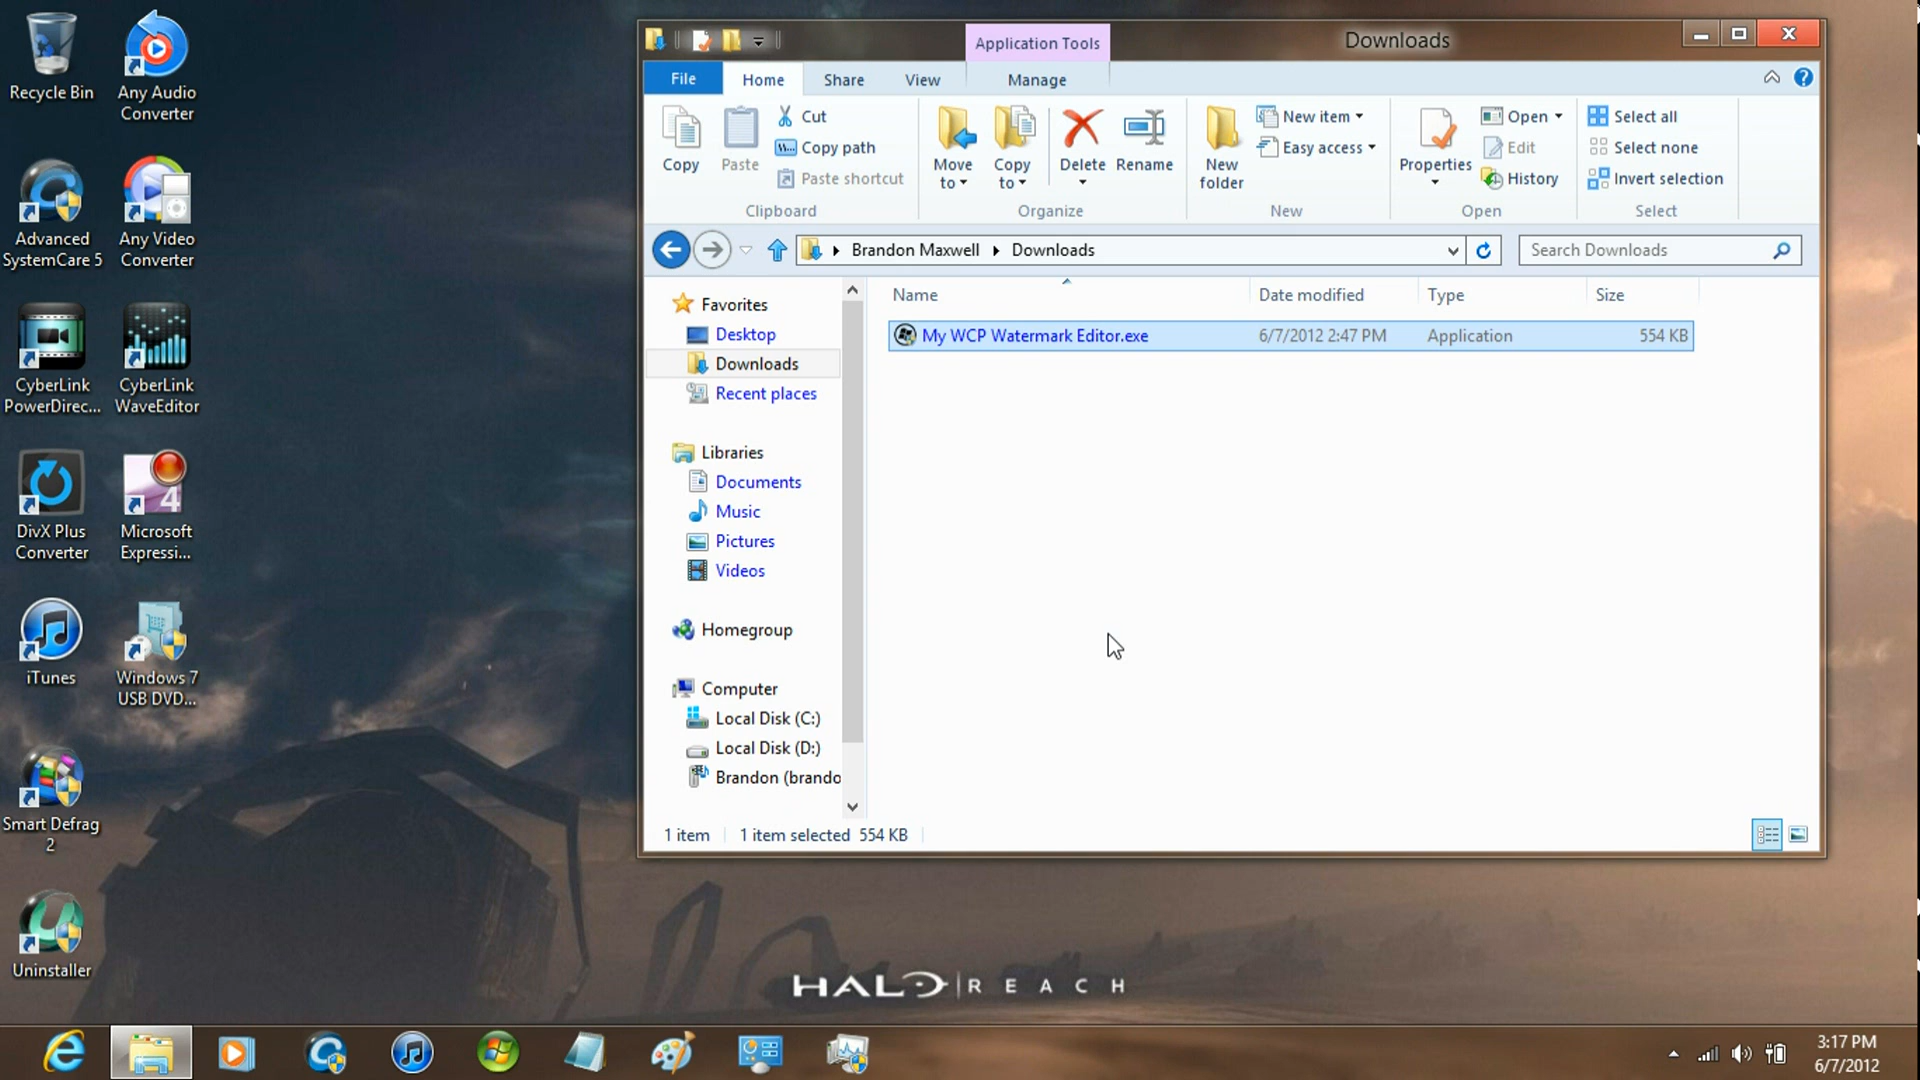 Recycle Bin
Any Audio
Converter
Advanced
SystemCare 5
Any Video
Converter
CyberLink
PowerDirec...
CyberLink
WaveEditor
DivX Plus
Converter
4
Microsoft
Expressi...
iTunes
Windows 7
USB DVD...
Smart Defrag
2
Uninstaller
Application Tools
Downloads
File
Home
Share
View
Manage
Copy
Paste
Cut
Copy path
Paste shortcut
Clipboard
Move
to
Copy
to
Delete
Rename
Organize
New
folder
New item
Easy access
New
Properties
Open
Edit
History
Open
Select all
Select none
Invert selection
Select
Brandon Maxwell
Downloads
Search Downloads
Favorites
Desktop
Downloads
Recent places
Libraries
Documents
Music
Pictures
Videos
Homegroup
Computer
Local Disk (C:)
Local Disk (D:)
Brandon (brando
Name
Date modified
Type
Size
My WCP Watermark Editor.exe
6/7/2012 2:47 PM
Application
554 KB
1 item
1 item selected 554 KB
HALO REACH
3:17 PM
6/7/2012